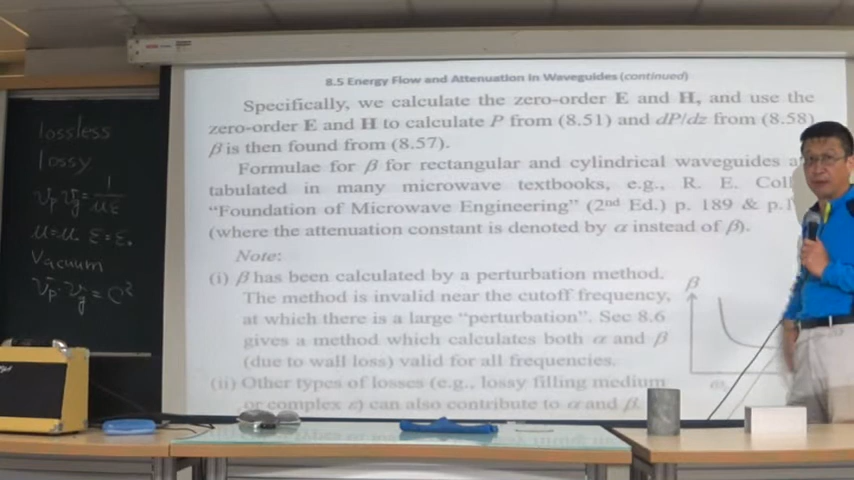 8.5 Energy Flow and Attenuation in Waveguides (continued)
Specifically, we calculate the zero-order E and H, and use the
zero-order E and H to calculate P from (8.51) and dP/dz from (8.58)
β is then found from (8.57).
Formulae for β for rectangular and cylindrical waveguides
tabulated in many microwave textbooks, e.g., R. E.
"Foundation of Microwave Engineering" (2nd Ed.) p. 189 &
(where the attenuation constant is denoted by α instead of β).
Note:
(i) β has been calculated by a perturbation method.
The method is invalid near the cutoff frequency,
at which there is a large "perturbation". Sec 8.6
gives a method which calculates both α and β
(due to wall loss) valid for all frequencies.
(ii) Other types of losses (e.g., lossy filling medium
or complex ε) can also contribute to α and β.
β
lossless
lossy
v_p v_g = 1/με
Vacuum
v_p · v_g = c²